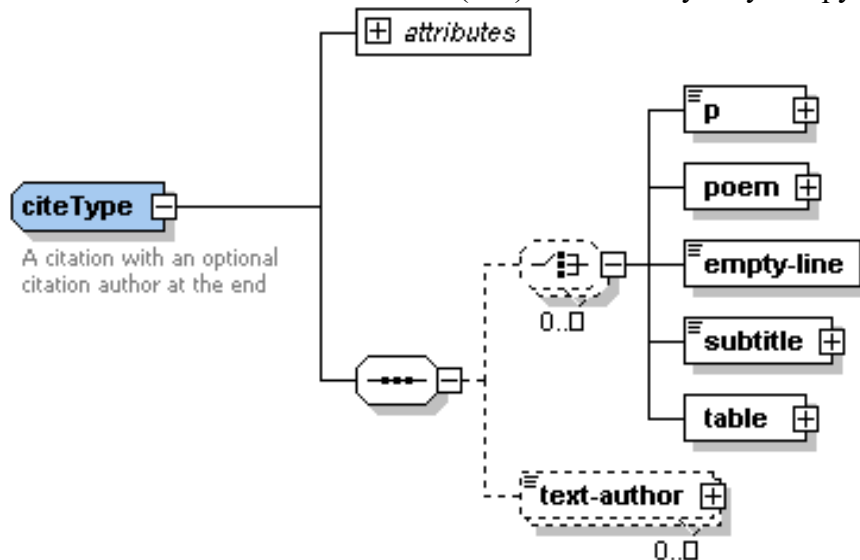 attributes
p
citeType
poem
A citation with an optional
citation author at the end
empty-line
0..
subtitle
table
text-author
0..